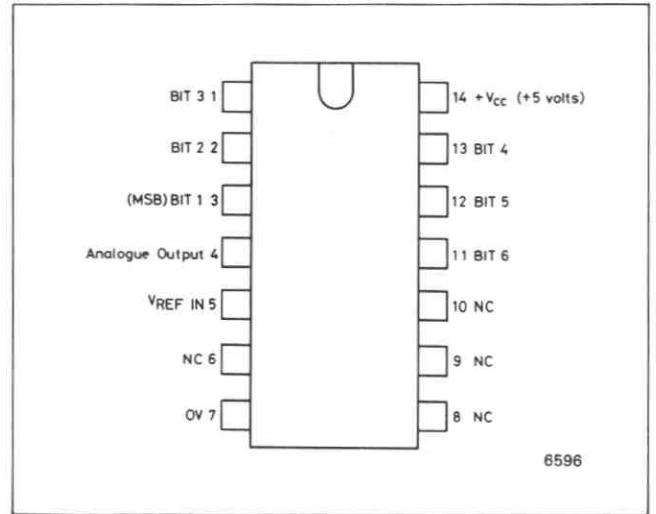 BIT 3 1
BIT 2 2
(MSB) BIT 1 3
Analogue Output 4
VREF IN 5
NC 6
OV 7
14 +VCC (+5 volts)
13 BIT 4
12 BIT 5
11 BIT 6
10 NC
9 NC
8 NC
6596